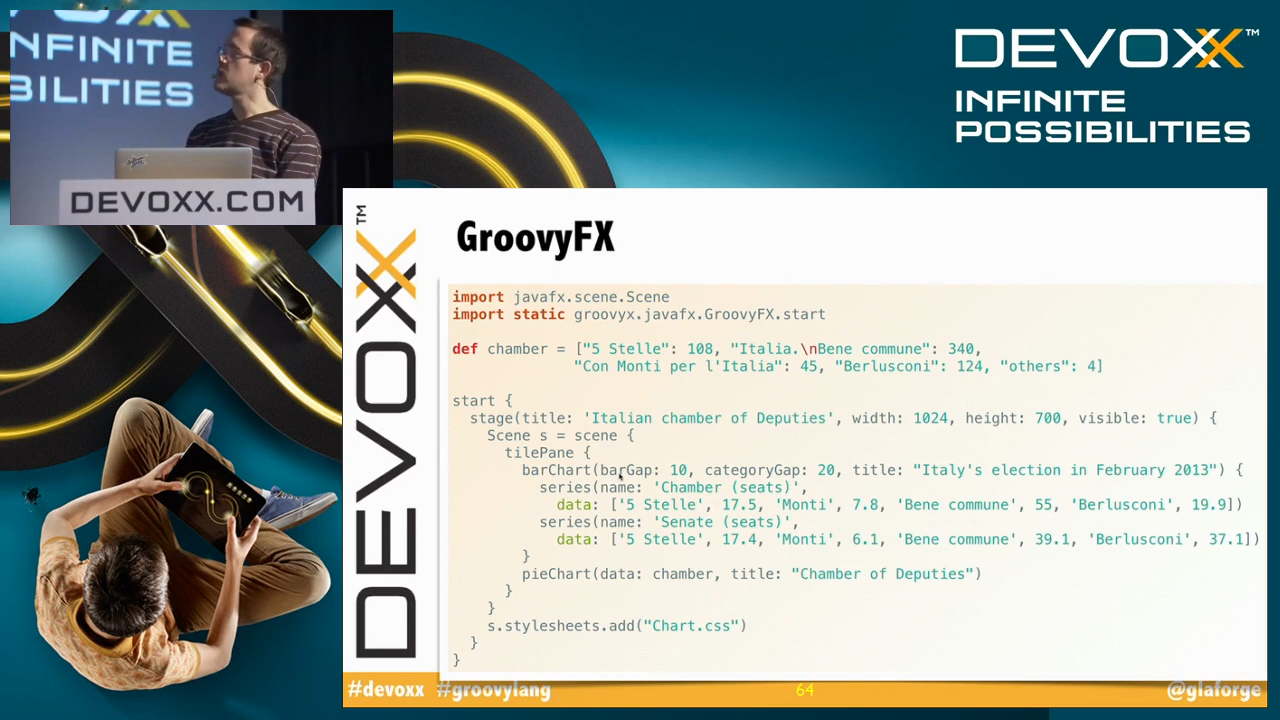 NFINITE
BILITIES
DEVOXX.COM
DEVOXX™
INFINITE
POSSIBILITIES
DEVOXX™
GroovyFX
import javafx.scene.Scene
import static groovyx.javafx.GroovyFX.start
def chamber = ["5 Stelle": 108, "Italia.\nBene commune": 340,
"Con Monti per l'Italia": 45, "Berlusconi": 124, "others": 4]
start {
stage(title: 'Italian chamber of Deputies', width: 1024, height: 700, visible: true) {
Scene s = scene {
tilePane {
barChart(barGap: 10, categoryGap: 20, title: "Italy's election in February 2013") {
series(name: 'Chamber (seats)',
data: ['5 Stelle', 17.5, 'Monti', 7.8, 'Bene commune', 55, 'Berlusconi', 19.9])
series(name: 'Senate (seats)',
data: ['5 Stelle', 17.4, 'Monti', 6.1, 'Bene commune', 39.1, 'Berlusconi', 37.1])
}
pieChart(data: chamber, title: "Chamber of Deputies")
}
}
s.stylesheets.add("Chart.css")
}
}
#devoxx #groovylang
64
@glaforge